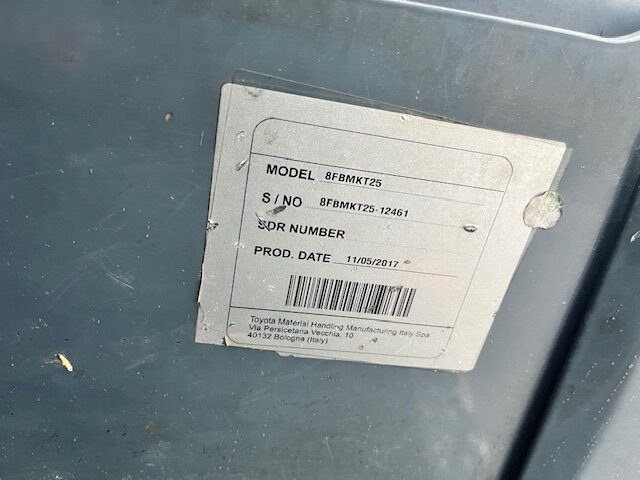 MODEL 8FBMKT25
S / NO 8FBMKT25-12461
SDR NUMBER
PROD. DATE 11/05/2017
Toyota Material Handling Manufacturing Italy Spa
Via Persicetana Vecchia, 10
40132 Bologna (Italy)